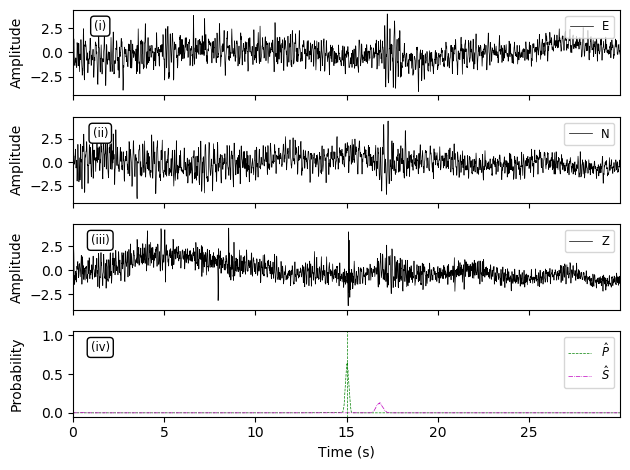 (i)
E
Amplitude
2.5
0.0
−2.5
(ii)
N
Amplitude
2.5
0.0
−2.5
(iii)
Z
Amplitude
2.5
0.0
−2.5
(iv)
P̂
Ŝ
Probability
1.0
0.5
0.0
0 5 10 15 20 25
Time (s)